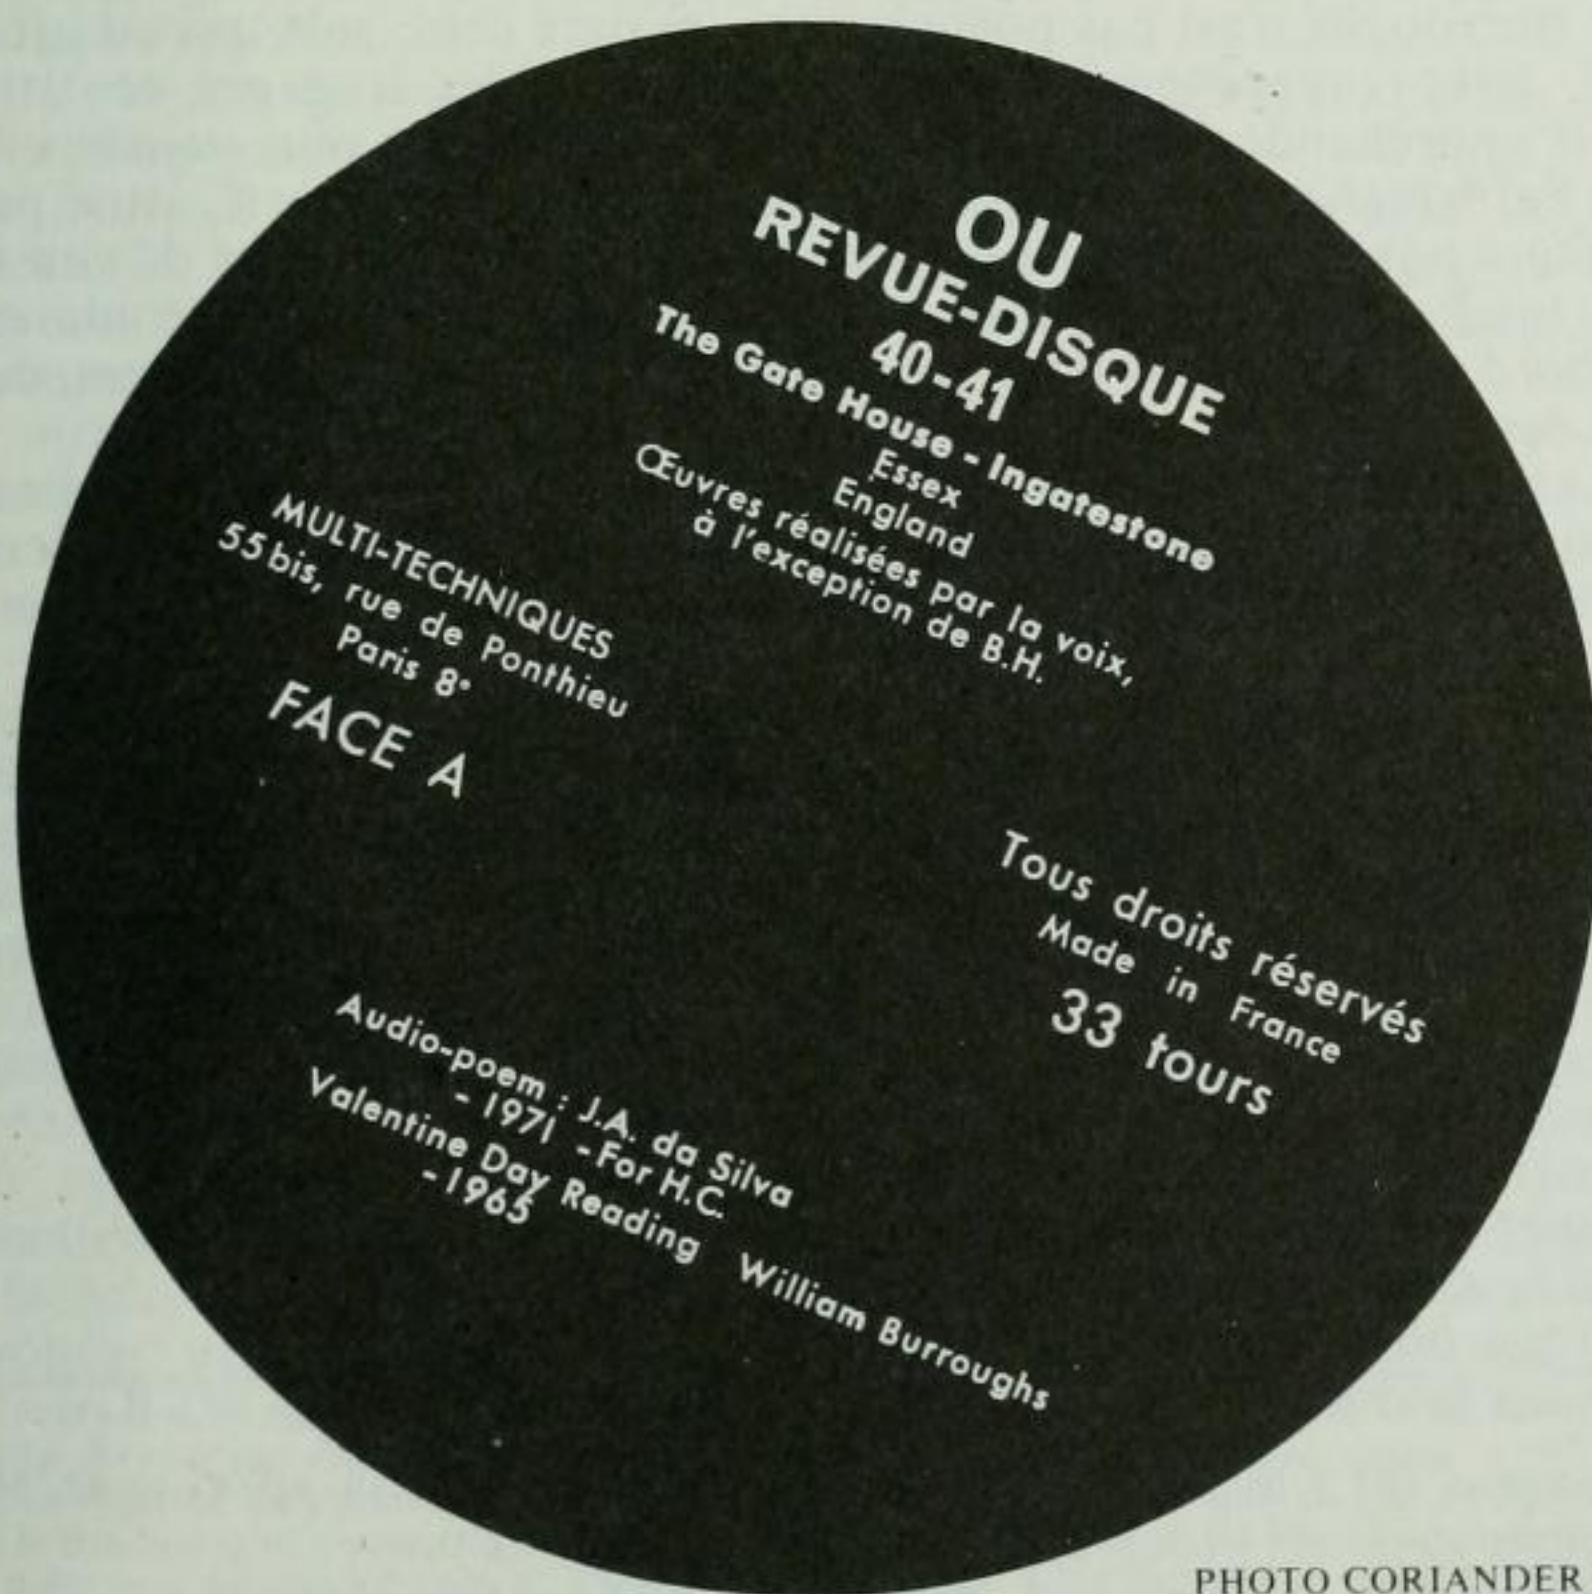 OU
REVUE-DISQUE
40-41
The Gate House - Ingatestone
Essex
England
Œuvres réalisées par la voix,
à l'exception de B.H.
MULTI-TECHNIQUES
55 bis, rue de Ponthieu
Paris 8°
FACE A
Tous droits réservés
Made in France
33 tours
Audio-poem : J.A. da Silva
- 1971 - For H.C.
Valentine Day Reading William Burroughs
- 1965
PHOTO CORIANDER